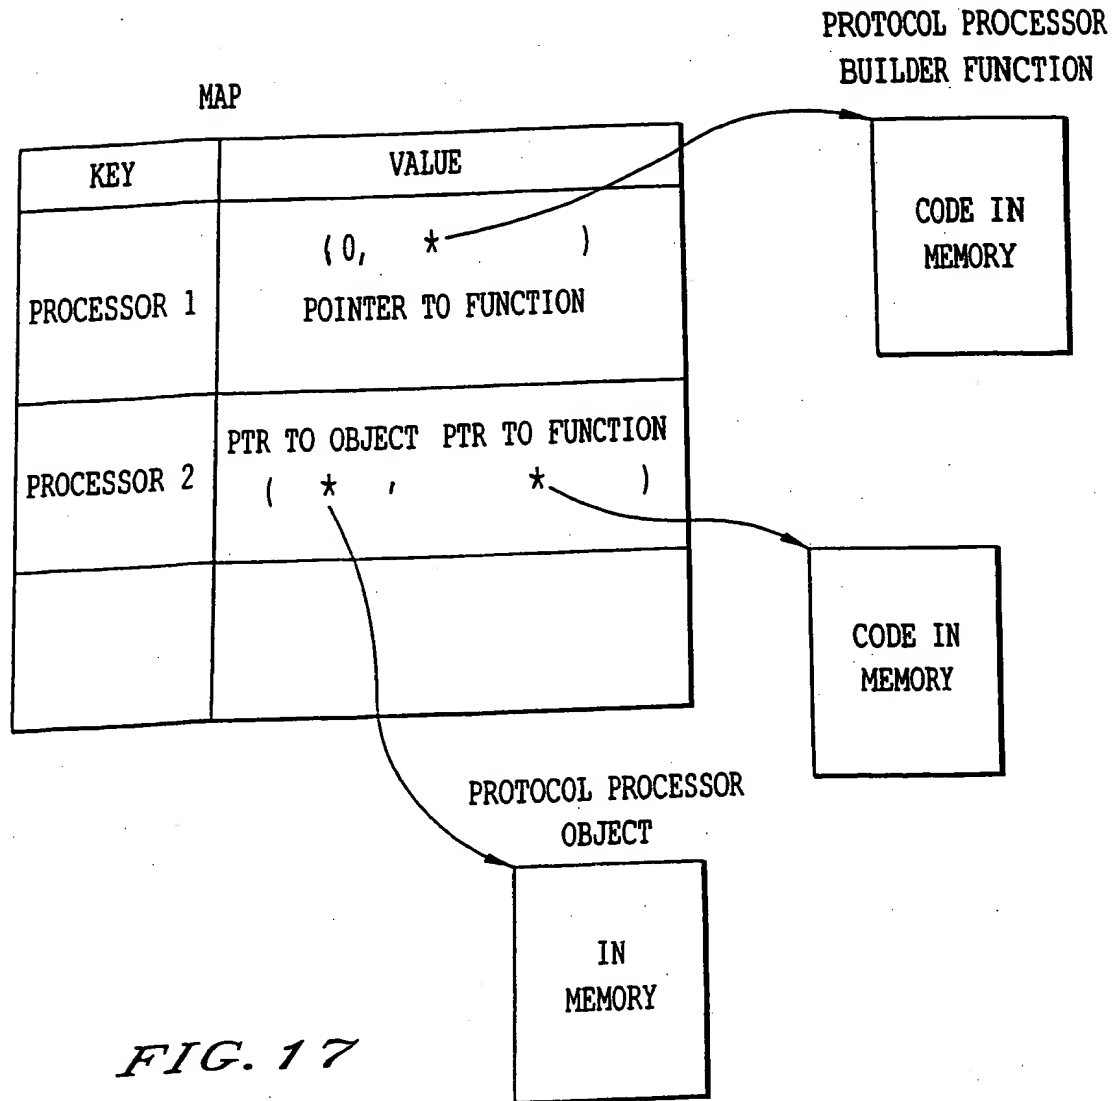 PROTOCOL PROCESSOR
BUILDER FUNCTION
MAP
KEY VALUE
CODE IN
MEMORY
(0, * )
PROCESSOR 1 POINTER TO FUNCTION
PTR TO OBJECT PTR TO FUNCTION
PROCESSOR 2 ( * , * )
CODE IN
MEMORY
PROTOCOL PROCESSOR
OBJECT
IN
MEMORY
FIG. 17